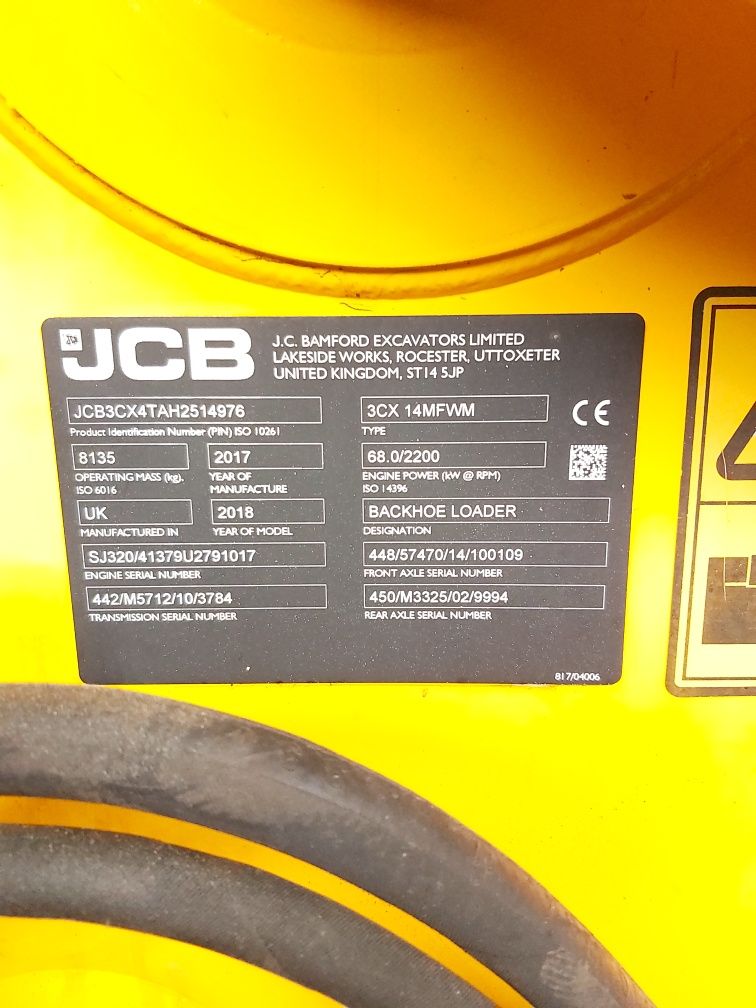 JCB
J.C. BAMFORD EXCAVATORS LIMITED
LAKESIDE WORKS, ROCESTER, UTTOXETER
UNITED KINGDOM, ST14 5JP
JCB3CX4TAH2514976
Product Identification Number (PIN) ISO 10261
3CX 14MFWM
TYPE
CE
8135
OPERATING MASS (kg),
ISO 6016
2017
YEAR OF
MANUFACTURE
68.0/2200
ENGINE POWER (kW @ RPM)
ISO 14396
UK
MANUFACTURED IN
2018
YEAR OF MODEL
BACKHOE LOADER
DESIGNATION
SJ320/41379U2791017
ENGINE SERIAL NUMBER
448/57470/14/100109
FRONT AXLE SERIAL NUMBER
442/M5712/10/3784
TRANSMISSION SERIAL NUMBER
450/M3325/02/9994
REAR AXLE SERIAL NUMBER
817/04006